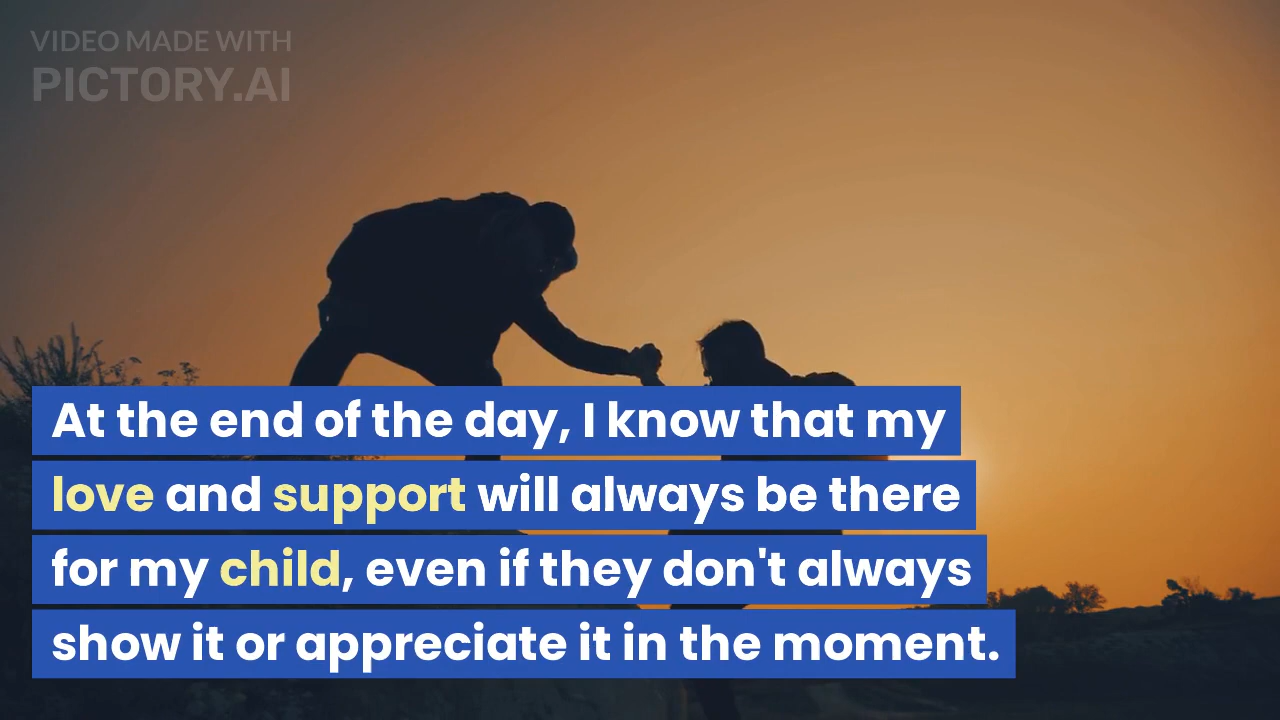 VIDEO MADE WITH
PICTORY.AI
At the end of the day, I know that my
love and support will always be there
for my child, even if they don't always
show it or appreciate it in the moment.